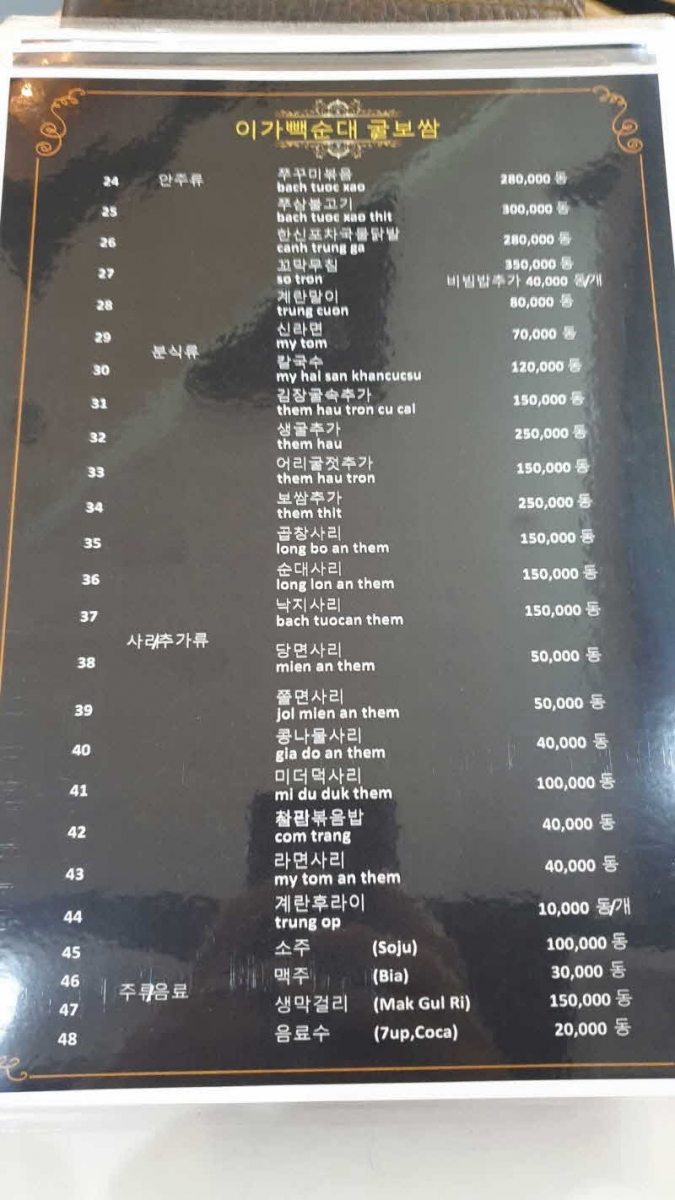 이가빽순대 굴보쌈
24 안주류 쭈꾸미볶음 280,000 동
bach tuoc xao
25 쭈삼불고기 300,000 동
bach tuoc xao thit
26 한신포차국물닭발 280,000 동
canh trung ga
27 꼬막무침 350,000 동
so tron 비빔밥추가 40,000 동/개
28 계란말이 80,000 동
trung cuon
29 신라면 70,000 동
my tom
분식류
30 칼국수 120,000 동
my hai san khancucsu
31 김장굴속추가 150,000 동
them hau tron cu cai
32 생굴추가 250,000 동
them hau
33 어리굴젓추가 150,000 동
them hau tron
34 보쌈추가 250,000 동
them thit
35 곱창사리 150,000 동
long bo an them
36 순대사리 150,000 동
long lon an them
37 낙지사리 150,000 동
bach tuocan them
사리/추가류
38 당면사리 50,000 동
mien an them
39 쫄면사리 50,000 동
joi mien an them
40 콩나물사리 40,000 동
gia do an them
41 미더덕사리 100,000 동
mi du duk them
42 찰밥볶음밥 40,000 동
com trang
43 라면사리 40,000 동
my tom an them
44 계란후라이 10,000 동/개
trung op
45 소주 (Soju) 100,000 동
46 맥주 (Bia) 30,000 동
주류/음료
47 생막걸리 (Mak Gul Ri) 150,000 동
48 음료수 (7up,Coca) 20,000 동